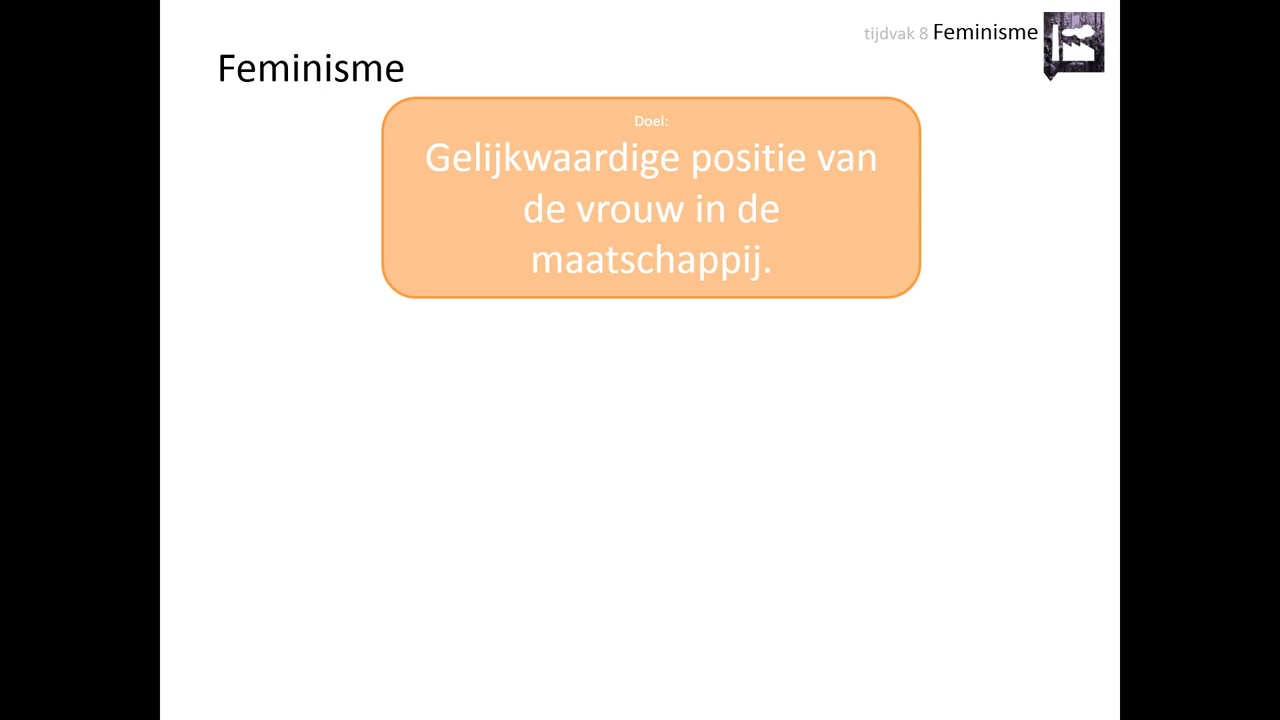 tijdvak 8 Feminisme
Feminisme
Doel:
Gelijkwaardige positie van
de vrouw in de
maatschappij.